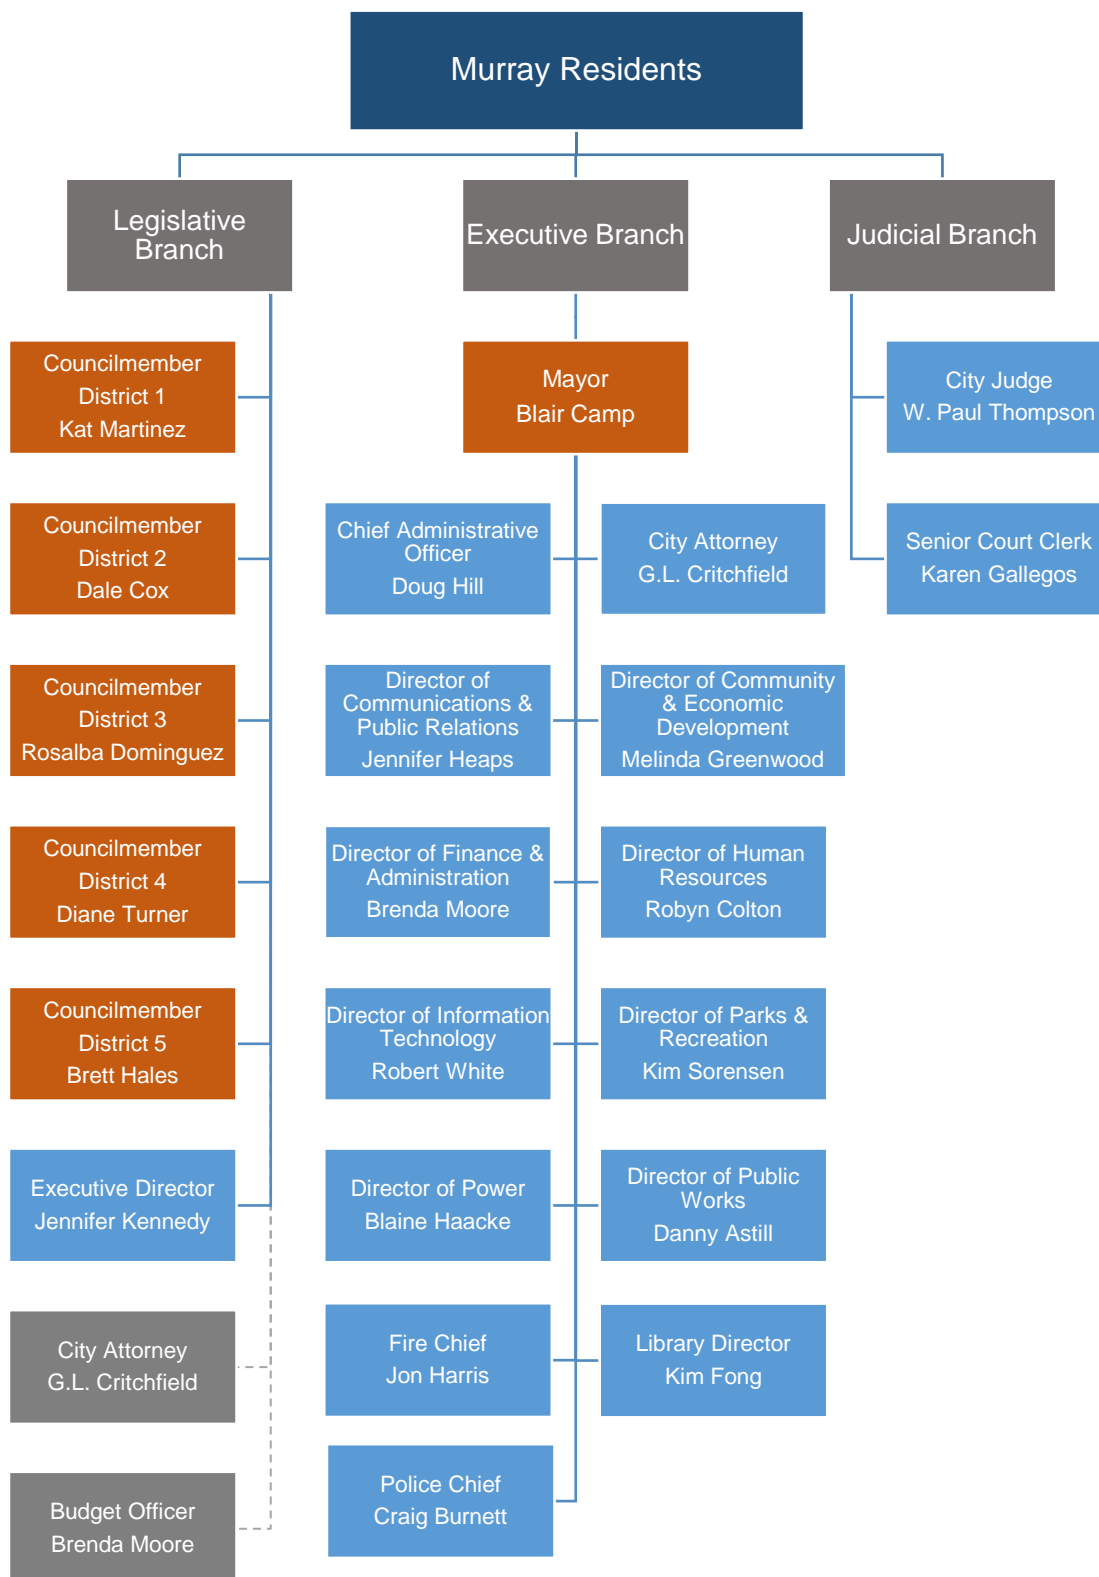 Murray Residents
Legislative
Branch
Executive Branch
Judicial Branch
Councilmember
District 1
Kat Martinez
Councilmember
District 2
Dale Cox
Councilmember
District 3
Rosalba Dominguez
Councilmember
District 4
Diane Turner
Councilmember
District 5
Brett Hales
Executive Director
Jennifer Kennedy
City Attorney
G.L. Critchfield
Budget Officer
Brenda Moore
Mayor
Blair Camp
Chief Administrative
Officer
Doug Hill
City Attorney
G.L. Critchfield
Director of
Communications &
Public Relations
Jennifer Heaps
Director of Community
& Economic
Development
Melinda Greenwood
Director of Finance &
Administration
Brenda Moore
Director of Human
Resources
Robyn Colton
Director of Information
Technology
Robert White
Director of Parks &
Recreation
Kim Sorensen
Director of Power
Blaine Haacke
Director of Public
Works
Danny Astill
Fire Chief
Jon Harris
Library Director
Kim Fong
Police Chief
Craig Burnett
City Judge
W. Paul Thompson
Senior Court Clerk
Karen Gallegos